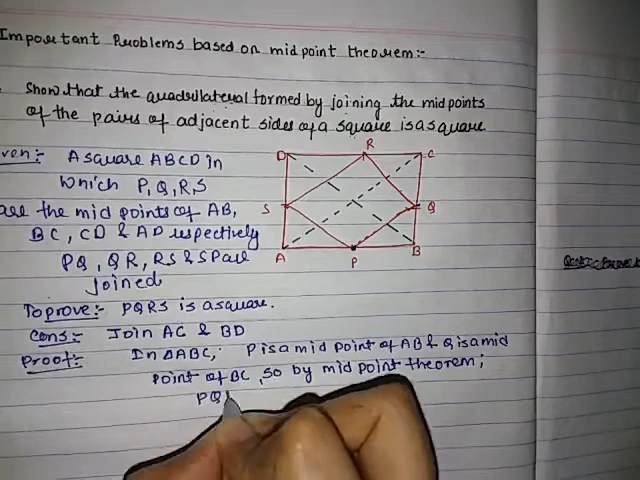 Important Problems based on mid point theorem:-
Show that the quadrilateral formed by joining the midpoints
of the pairs of adjacent sides of a square is a square
ven:- A square ABCD in
which P, Q, R, S
are the mid points of AB,
BC, CD & AD respectively
PQ, QR, RS & SP are
joined
To prove:- PQRS is a square.
Cons:- Join AC & BD
Proof:- In ΔABC, P is a mid point of AB & Q is a mid
point of BC, so by mid point theorem;
PQ
D
R
C
S
Q
A
P
B